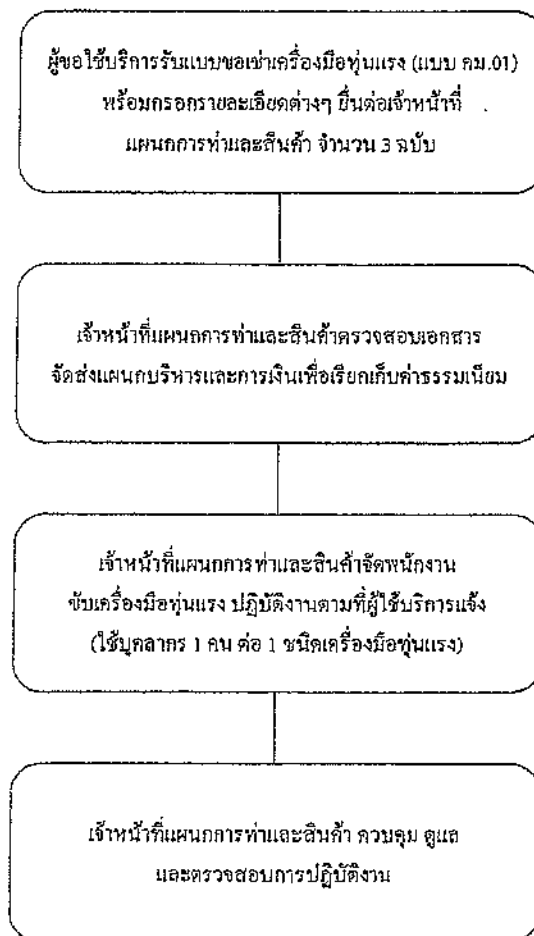 ผู้ขอใช้บริการรับแบบขอเช่าเครื่องมือทุ่นแรง (แบบ คม.01)
พร้อมกรอกรายละเอียดต่างๆ ยื่นต่อเจ้าหน้าที่
แผนกการท่าและสินค้า จำนวน 3 ฉบับ
เจ้าหน้าที่แผนกการท่าและสินค้าตรวจสอบเอกสาร
จัดส่งแผนกบริหารและการเงินเพื่อเรียกเก็บค่าธรรมเนียม
เจ้าหน้าที่แผนกการท่าและสินค้าจัดพนักงาน
ขับเครื่องมือทุ่นแรง ปฏิบัติงานตามที่ผู้ใช้บริการแจ้ง
(ใช้บุคลากร 1 คน ต่อ 1 ชนิดเครื่องมือทุ่นแรง)
เจ้าหน้าที่แผนกการท่าและสินค้า ควบคุม ดูแล
และตรวจสอบการปฏิบัติงาน